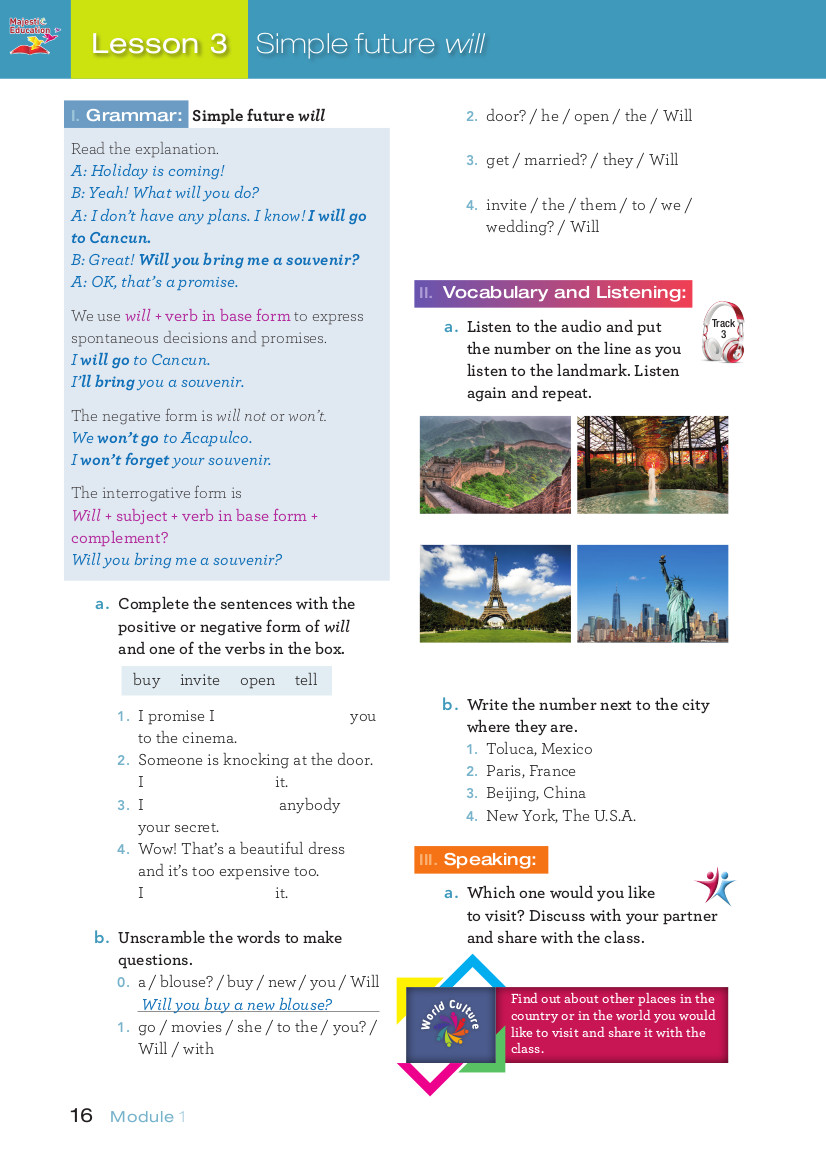 Majestic
Education
Lesson 3 Simple future will
I. Grammar: Simple future will
Read the explanation.
A: Holiday is coming!
B: Yeah! What will you do?
A: I don't have any plans. I know! I will go
to Cancun.
B: Great! Will you bring me a souvenir?
A: OK, that's a promise.
We use will + verb in base form to express
spontaneous decisions and promises.
I will go to Cancun.
I'll bring you a souvenir.
The negative form is will not or won't.
We won't go to Acapulco.
I won't forget your souvenir.
The interrogative form is
Will + subject + verb in base form +
complement?
Will you bring me a souvenir?
a. Complete the sentences with the
positive or negative form of will
and one of the verbs in the box.
buy invite open tell
1. I promise I you
to the cinema.
2. Someone is knocking at the door.
I it.
3. I anybody
your secret.
4. Wow! That's a beautiful dress
and it's too expensive too.
I it.
b. Unscramble the words to make
questions.
0. a / blouse? / buy / new / you / Will
Will you buy a new blouse?
1. go / movies / she / to the / you? /
Will / with
2. door? / he / open / the / Will
3. get / married? / they / Will
4. invite / the / them / to / we /
wedding? / Will
II. Vocabulary and Listening:
a. Listen to the audio and put
the number on the line as you
listen to the landmark. Listen
again and repeat.
Track
3
b. Write the number next to the city
where they are.
1. Toluca, Mexico
2. Paris, France
3. Beijing, China
4. New York, The U.S.A.
III. Speaking:
a. Which one would you like
to visit? Discuss with your partner
and share with the class.
World Culture
Find out about other places in the
country or in the world you would
like to visit and share it with the
class.
16 Module 1